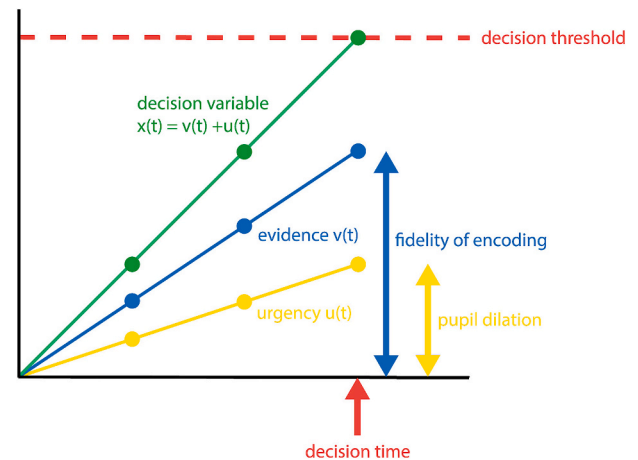 decision threshold
decision variable
x(t) = v(t) +u(t)
evidence v(t)
fidelity of encoding
urgency u(t)
pupil dilation
decision time